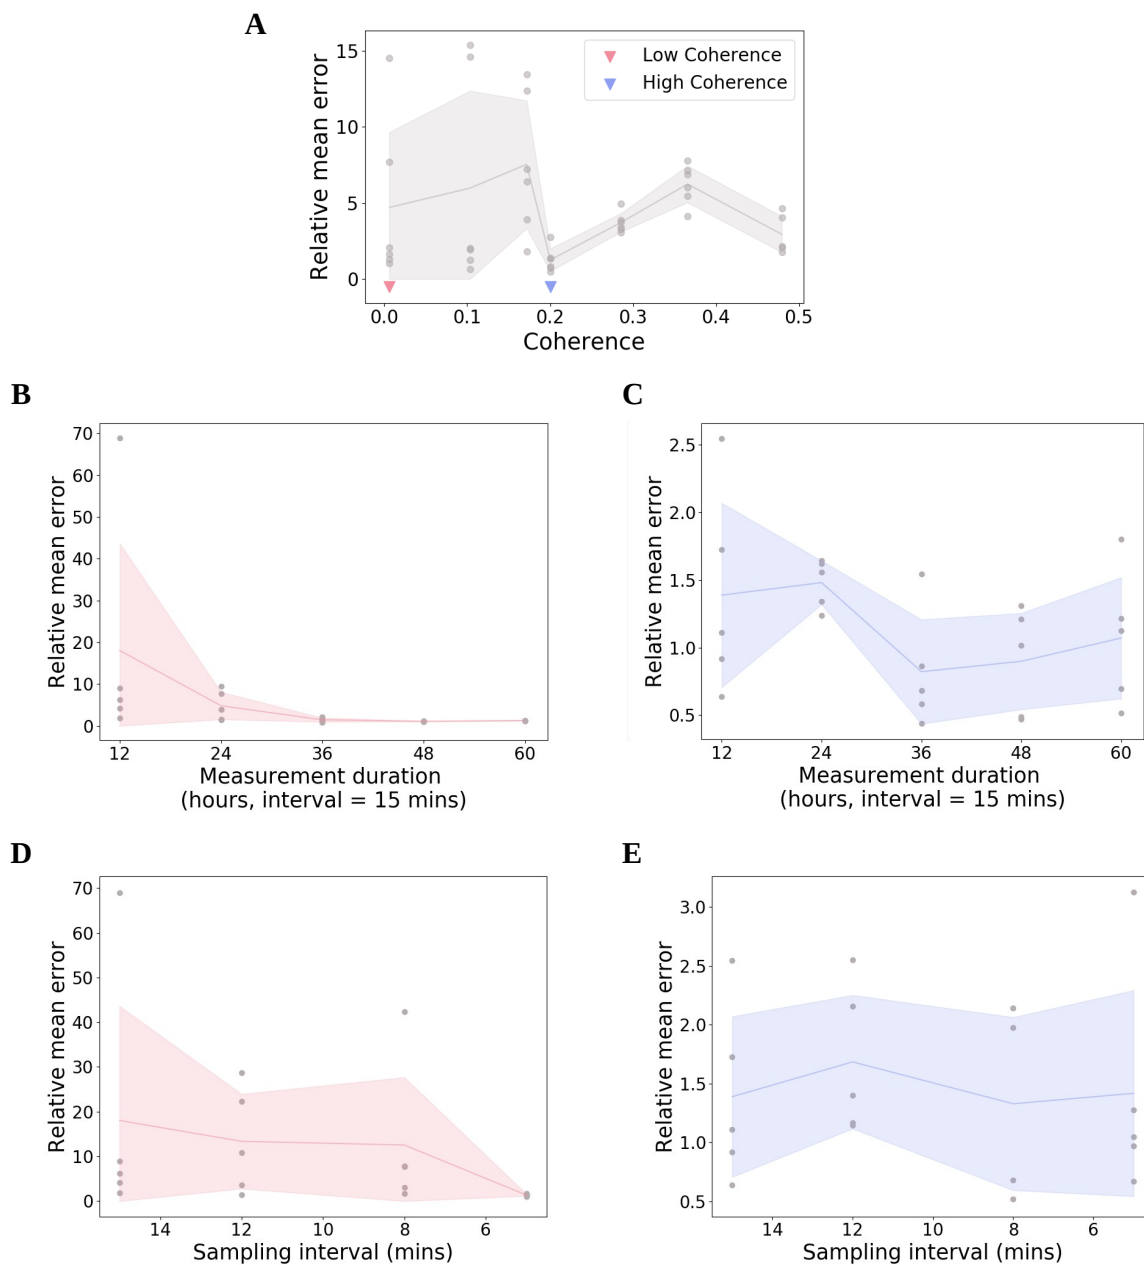 A
Relative mean error
15
10
5
0
Low Coherence
High Coherence
0.0 0.1 0.2 0.3 0.4 0.5
Coherence
B
Relative mean error
70
60
50
40
30
20
10
0
12 24 36 48 60
Measurement duration
(hours, interval = 15 mins)
C
Relative mean error
2.5
2.0
1.5
1.0
0.5
12 24 36 48 60
Measurement duration
(hours, interval = 15 mins)
D
Relative mean error
70
60
50
40
30
20
10
0
14 12 10 8 6
Sampling interval (mins)
E
Relative mean error
3.0
2.5
2.0
1.5
1.0
0.5
14 12 10 8 6
Sampling interval (mins)